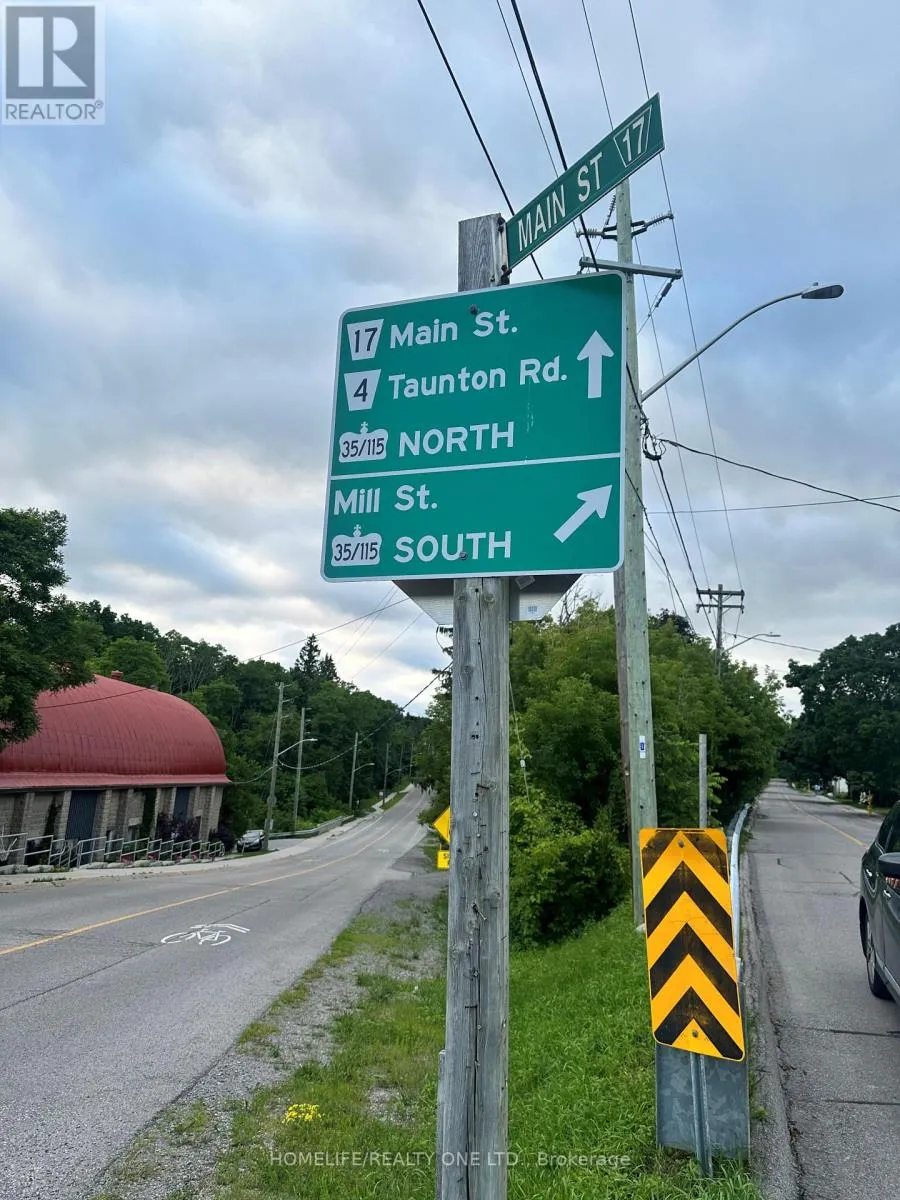 REALTOR®
MAIN ST 17
17 Main St.
4 Taunton Rd.
35/115 NORTH
Mill St.
35/115 SOUTH
HOMELIFE/REALTY ONE LTD., Brokerage